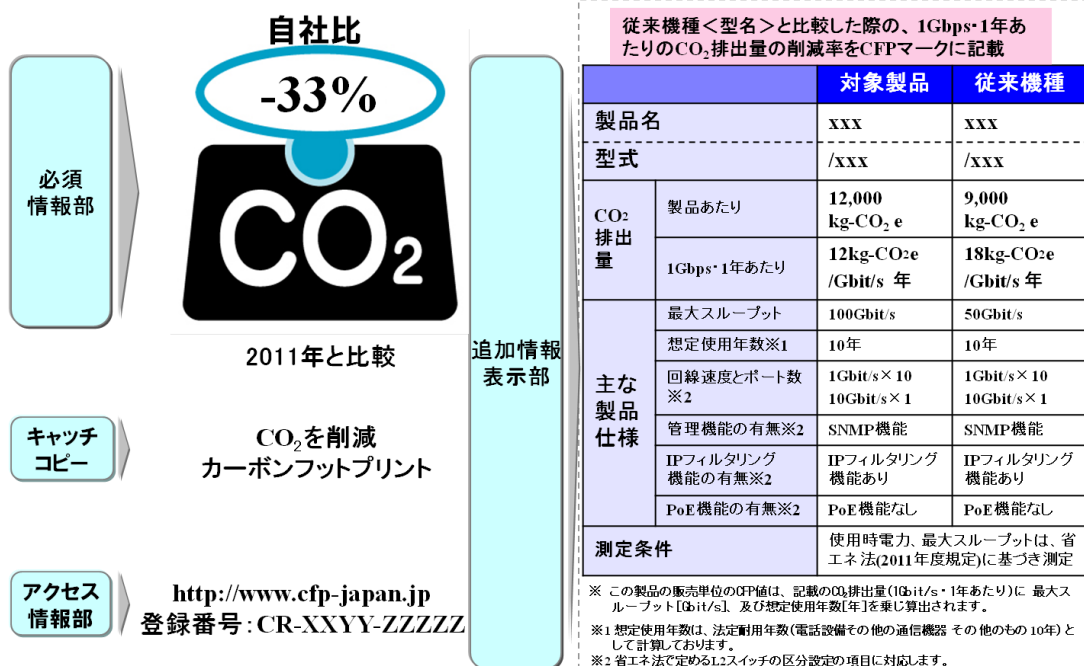 自社比
-33%
CO2
2011年と比較
必須
情報部
キャッチ
コピー
CO2を削減
カーボンフットプリント
アクセス
情報部
http://www.cfp-japan.jp
登録番号:CR-XXYY-ZZZZZ
追加情報
表示部
従来機種<型名>と比較した際の、1Gbps・1年あ
たりのCO2排出量の削減率をCFPマークに記載
対象製品 従来機種
製品名 xxx xxx
型式 /xxx /xxx
CO2
排出
量
製品あたり
12,000
kg-CO2 e
9,000
kg-CO2 e
1Gbps・1年あたり
12kg-CO2e
/Gbit/s 年
18kg-CO2e
/Gbit/s 年
主な
製品
仕様
最大スループット 100Gbit/s 50Gbit/s
想定使用年数※1 10年 10年
回線速度とポート数
※2
1Gbit/s×10
10Gbit/s×1
1Gbit/s×10
10Gbit/s×1
管理機能の有無※2 SNMP機能 SNMP機能
IPフィルタリング
機能の有無※2
IPフィルタリング
機能あり
IPフィルタリング
機能あり
PoE機能の有無※2 PoE機能なし PoE機能なし
測定条件
使用時電力、最大スループットは、省
エネ法(2011年度規定)に基づき測定
※ この製品の販売単位のCFP値は、記載のCO2排出量(1Gbit/s・1年あたり)に 最大ス
ループット[Gbit/s]、及び想定使用年数[年]を乗じ算出されます。
※1 想定使用年数は、法定耐用年数(電話設備その他の通信機器 その他のもの 10年)と
して計算しております。
※2 省エネ法で定めるL2スイッチの区分設定の項目に対応します。